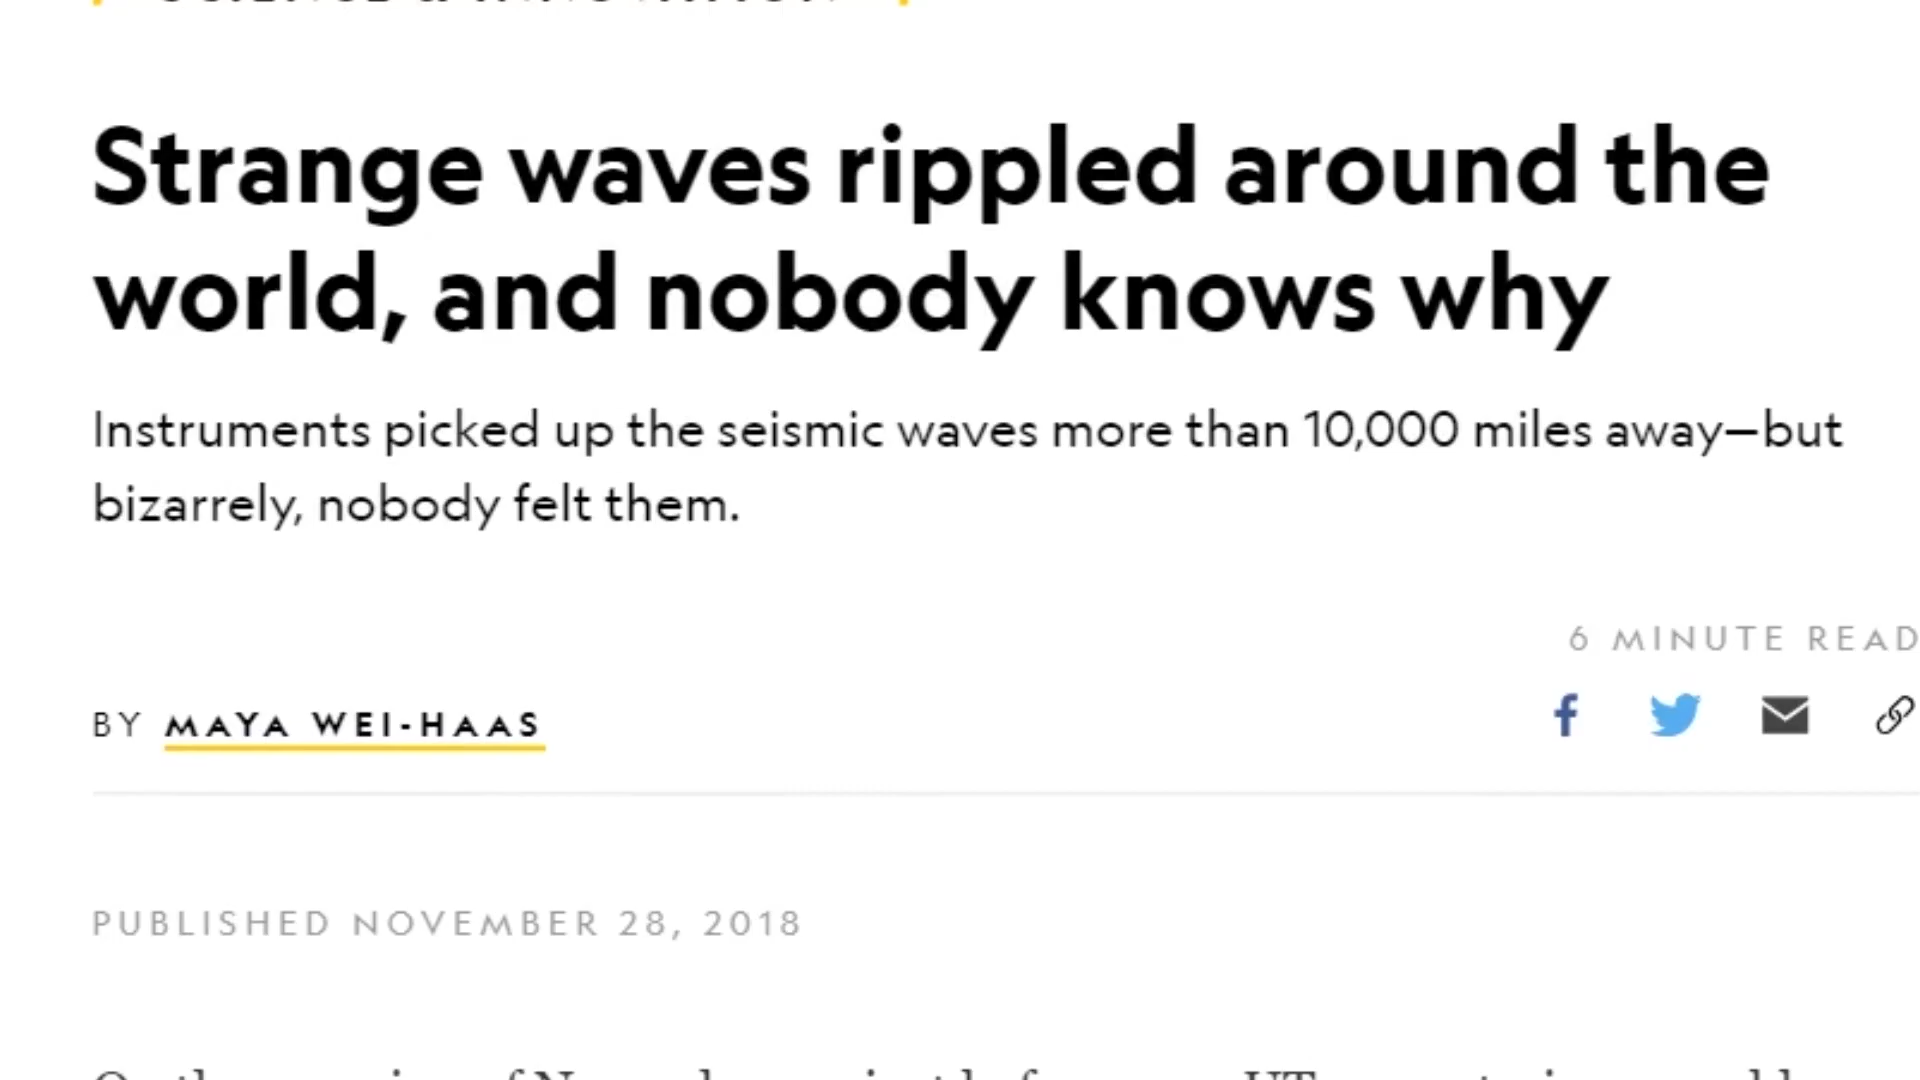 Strange waves rippled around the
world, and nobody knows why
Instruments picked up the seismic waves more than 10,000 miles away—but
bizarrely, nobody felt them.
6 MINUTE READ
BY MAYA WEI-HAAS
PUBLISHED NOVEMBER 28, 2018